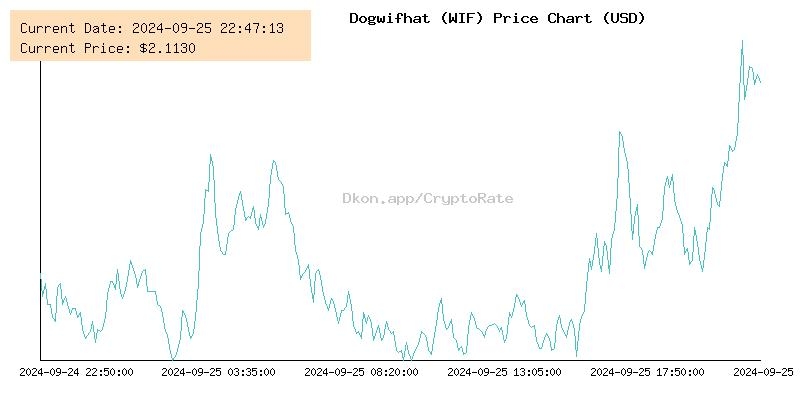 Dogwifhat (WIF) Price Chart (USD)
Current Date: 2024-09-25 22:47:13
Current Price: $2.1130
Dkon.app/CryptoRate
2024-09-24 22:50:00 2024-09-25 03:35:00 2024-09-25 08:20:00 2024-09-25 13:05:00 2024-09-25 17:50:00 2024-09-25